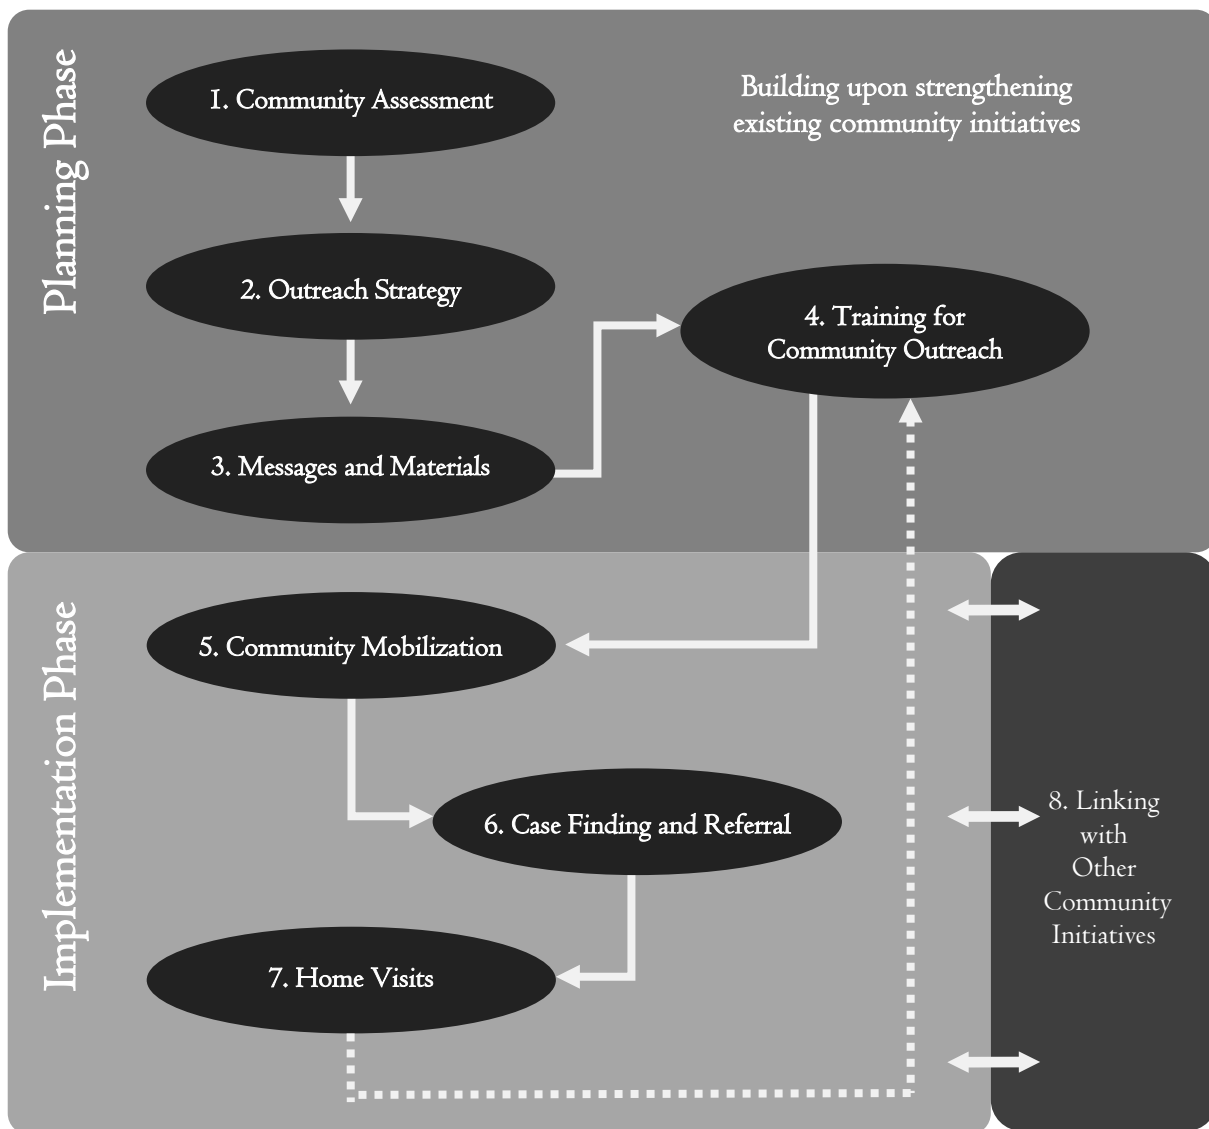 Planning Phase
1. Community Assessment
Building upon strengthening
existing community initiatives
2. Outreach Strategy
3. Messages and Materials
4. Training for
Community Outreach
Implementation Phase
5. Community Mobilization
6. Case Finding and Referral
7. Home Visits
8. Linking
with
Other
Community
Initiatives